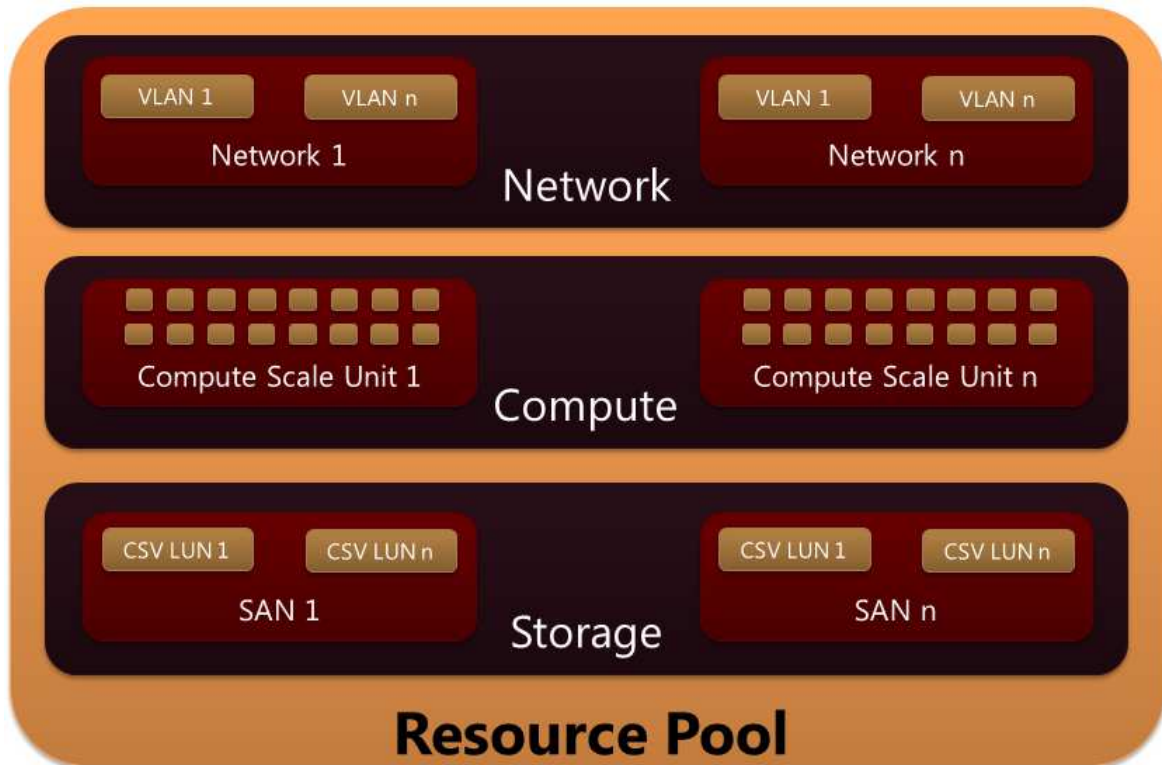 VLAN 1
VLAN n
Network 1
VLAN 1
VLAN n
Network n
Network
Compute Scale Unit 1
Compute Scale Unit n
Compute
CSV LUN 1
CSV LUN n
SAN 1
CSV LUN 1
CSV LUN n
SAN n
Storage
Resource Pool